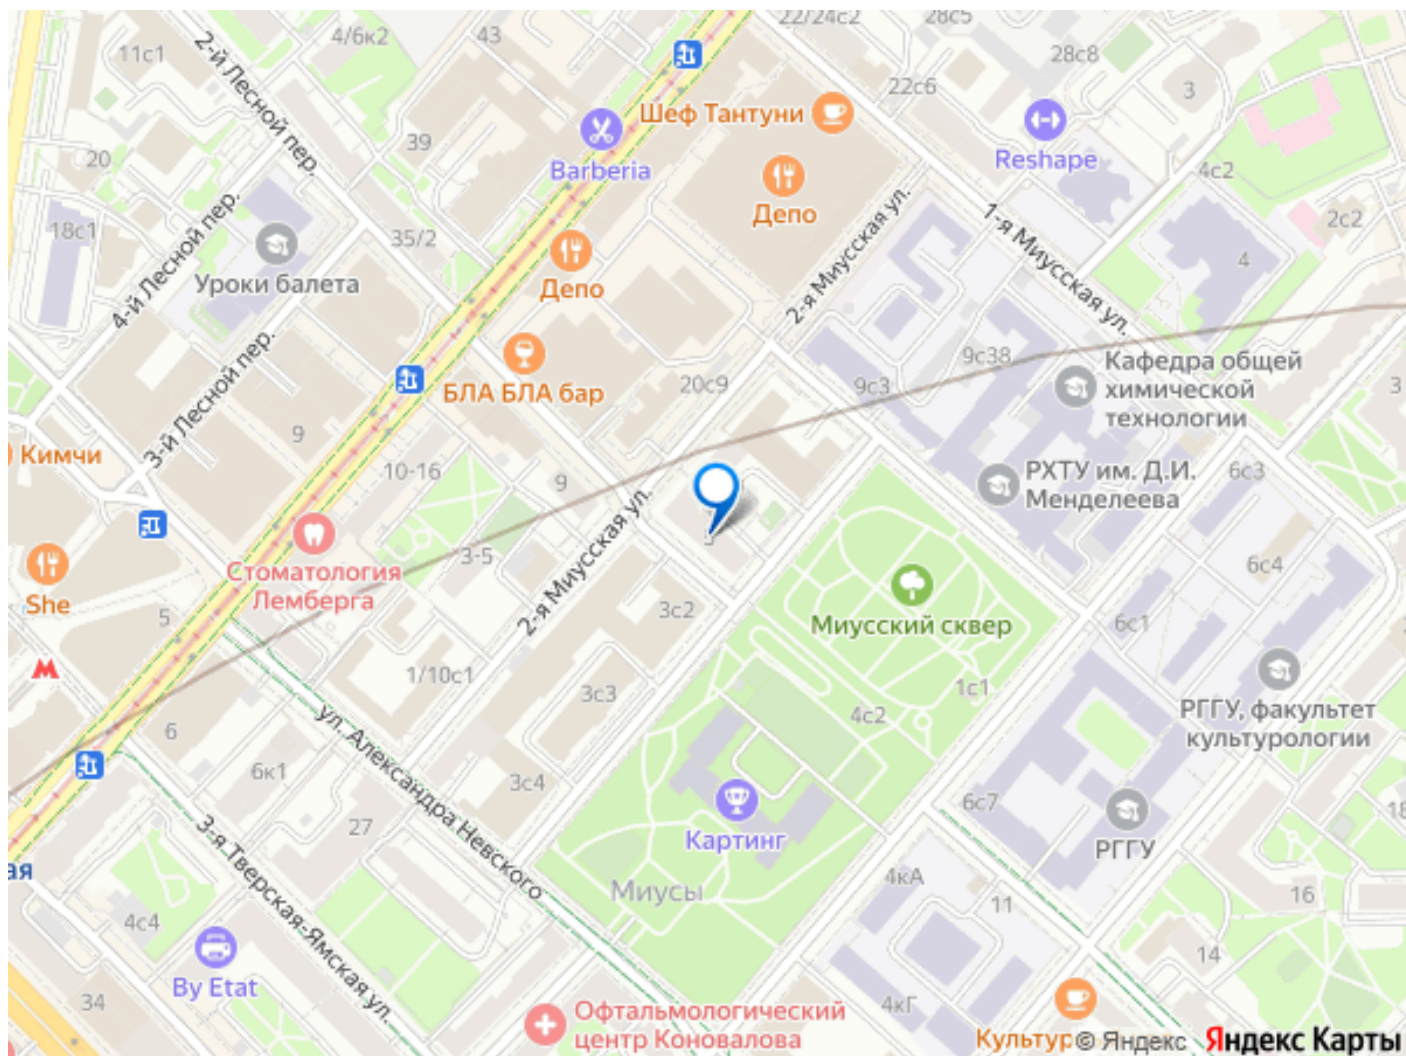 22/24с2
28с5
4/6к2
43
11с1
28с8
2-й Лесной пер.
22с6
3
Шеф Тантуни
39
Barberia
Reshape
20
4с2
Депо
18с1
4-й Лесной пер.
35/2
2-я Миусская ул.
1-я Миусская ул.
2с2
Уроки балета
Депо
4
3-й Лесной пер.
БЛА БЛА бар
20с9
9с3
9с38
Кафедра общей
химической
технологии
3
9
Кимчи
10-16
9
РХТУ им. Д.И.
Менделеева
6с3
2-я Миусская ул.
3-5
Стоматология
Лемберга
6с4
She
5
3с2
Миусский сквер
6с1
1/10с1
3с3
1с1
4с2
РГГУ, факультет
культурологии
ул. Александра Невского
6
6к1
3с4
6с7
27
Картинг
РГГУ
18
ая
3-я Тверская-Ямская ул.
Миусы
4кА
11
16
4с4
14
By Etat
34
4кГ
Офтальмологический
центр Коновалова
Культур
© Яндекс
Яндекс Карты